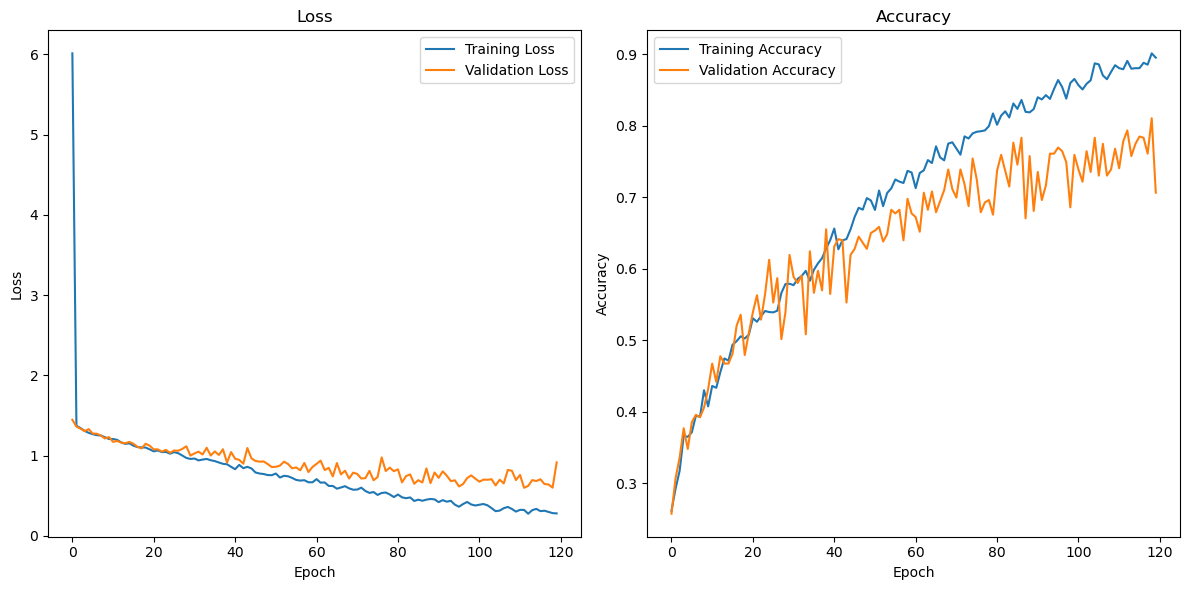 Loss
Training Loss
Validation Loss
6
5
4
3
2
1
0
Loss
0 20 40 60 80 100 120
Epoch
Accuracy
Training Accuracy
Validation Accuracy
0.9
0.8
0.7
0.6
0.5
0.4
0.3
Accuracy
0 20 40 60 80 100 120
Epoch